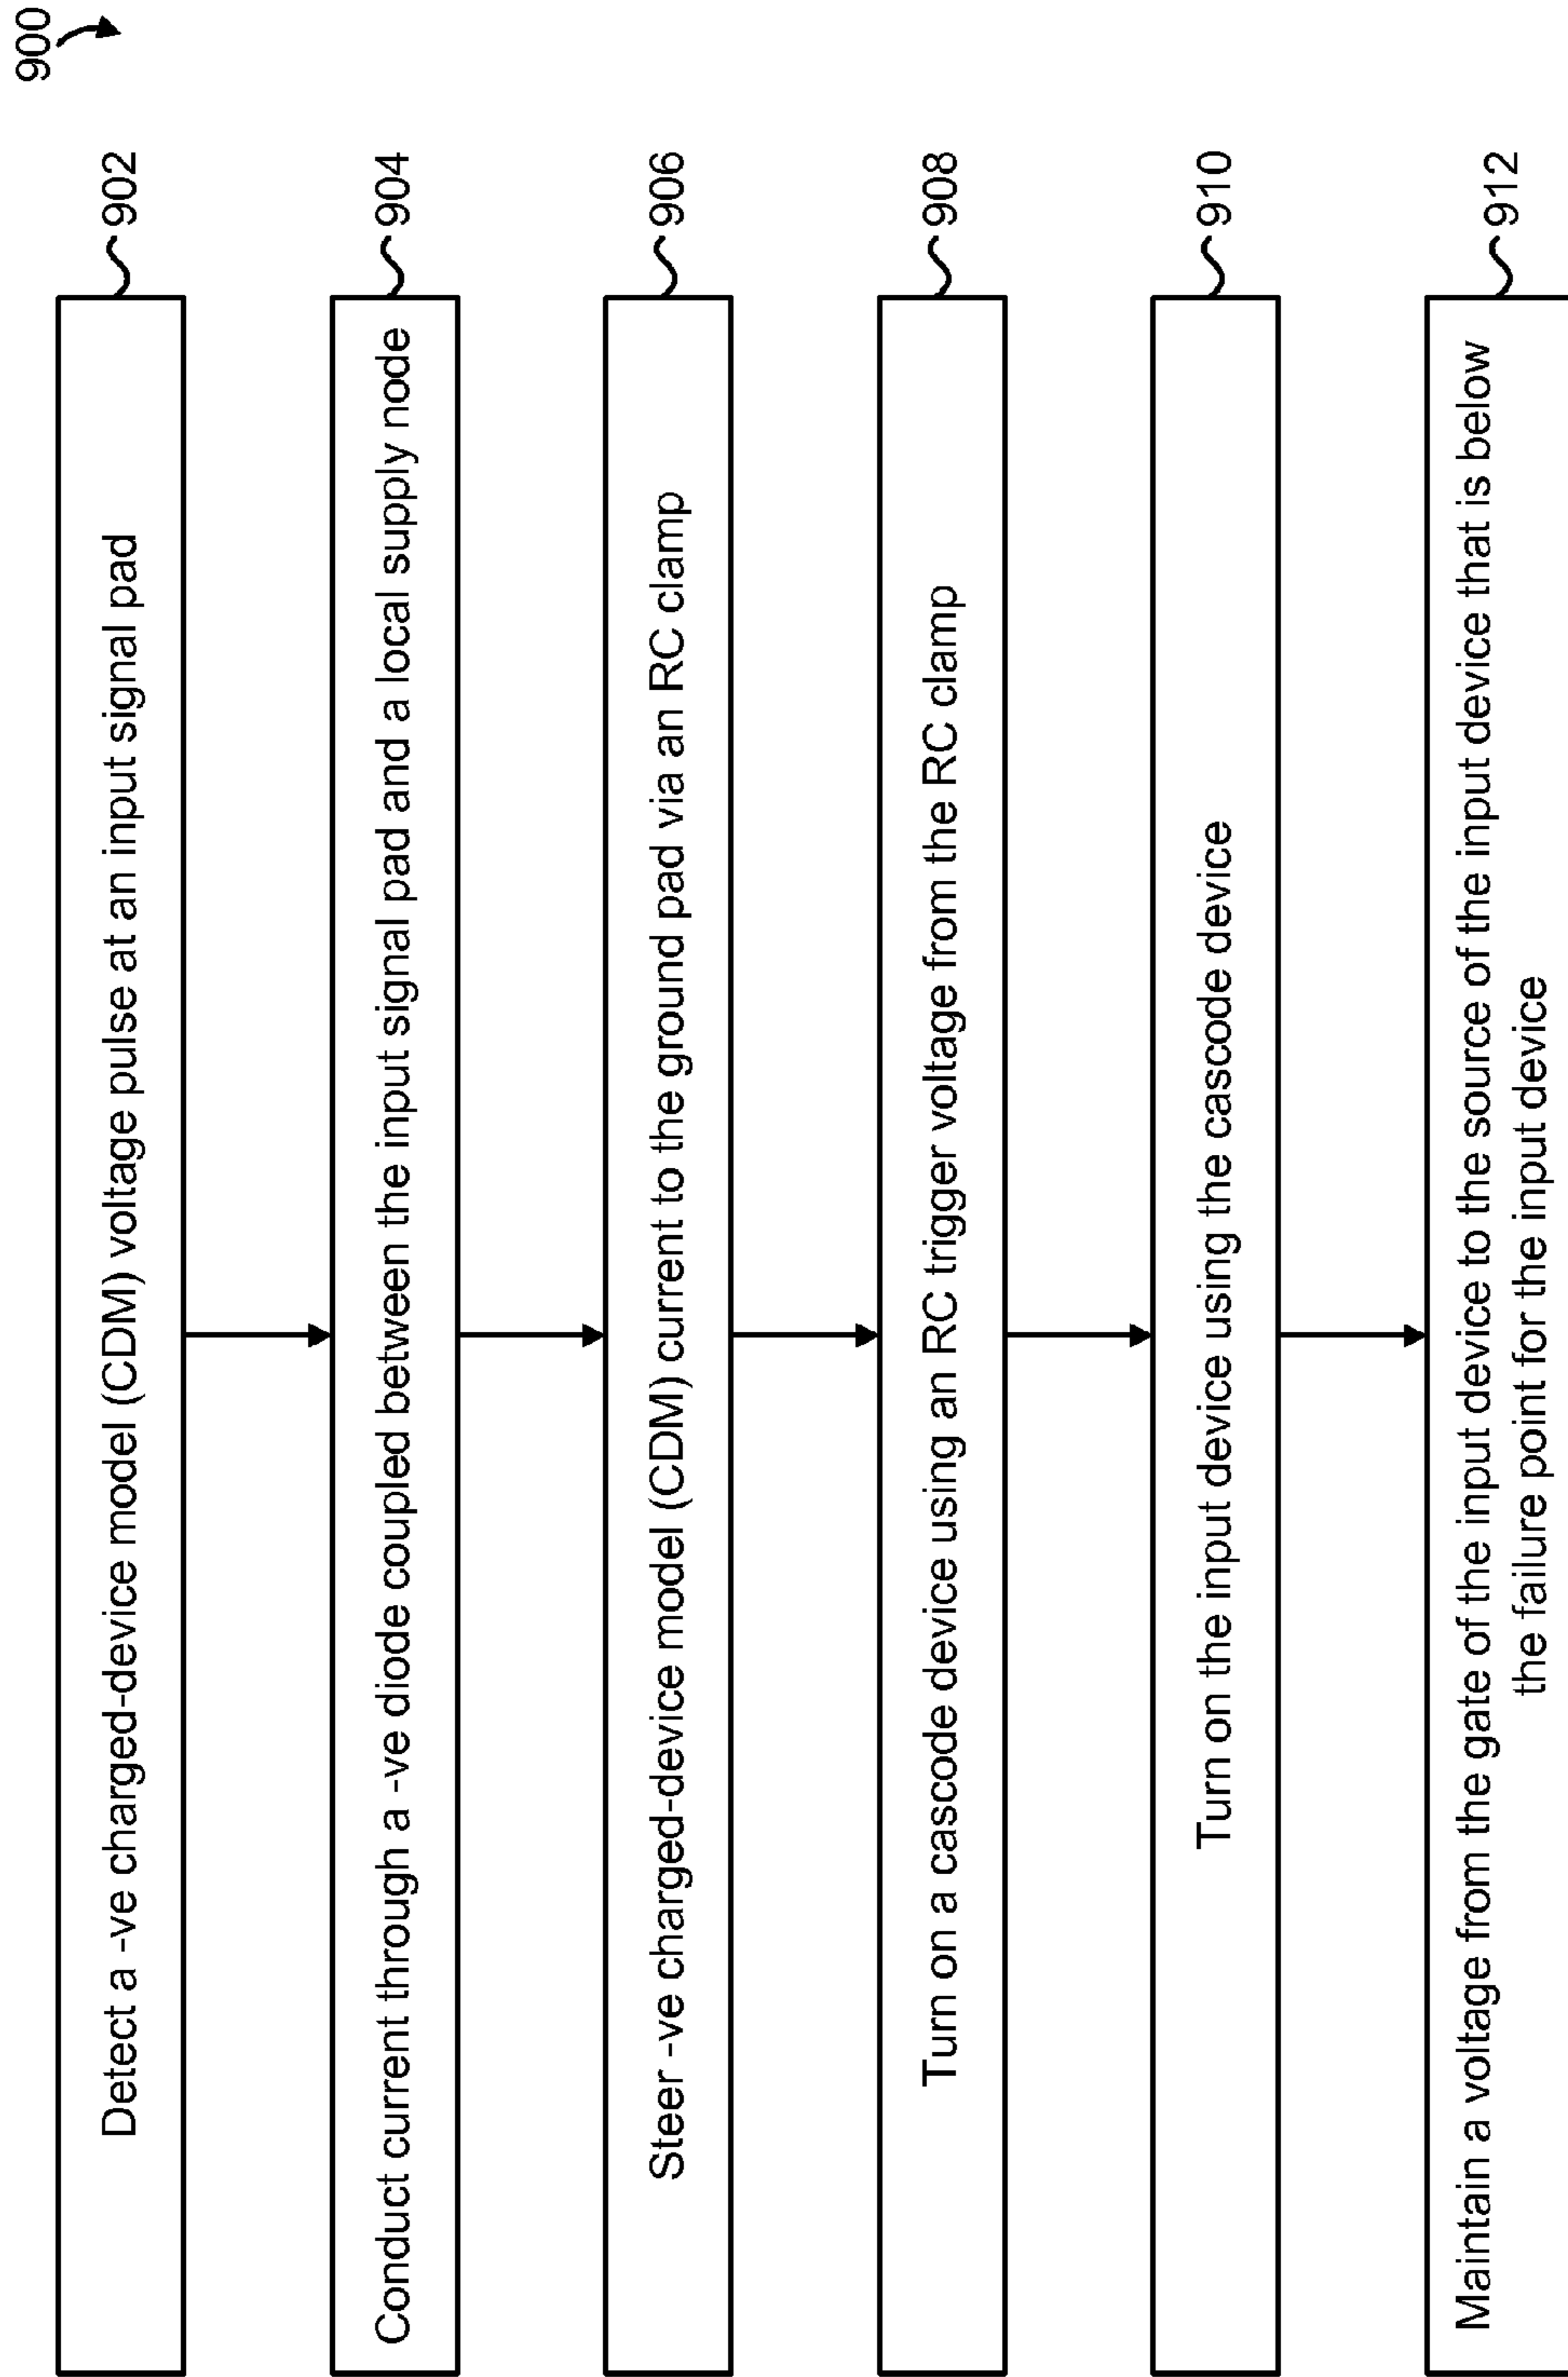 900
Detect a -ve charged-device model (CDM) voltage pulse at an input signal pad
902
Conduct current through a -ve diode coupled between the input signal pad and a local supply node
904
Steer -ve charged-device model (CDM) current to the ground pad via an RC clamp
906
Turn on a cascode device using an RC trigger voltage from the RC clamp
908
Turn on the input device using the cascode device
910
Maintain a voltage from the gate of the input device to the source of the input device that is below
the failure point for the input device
912